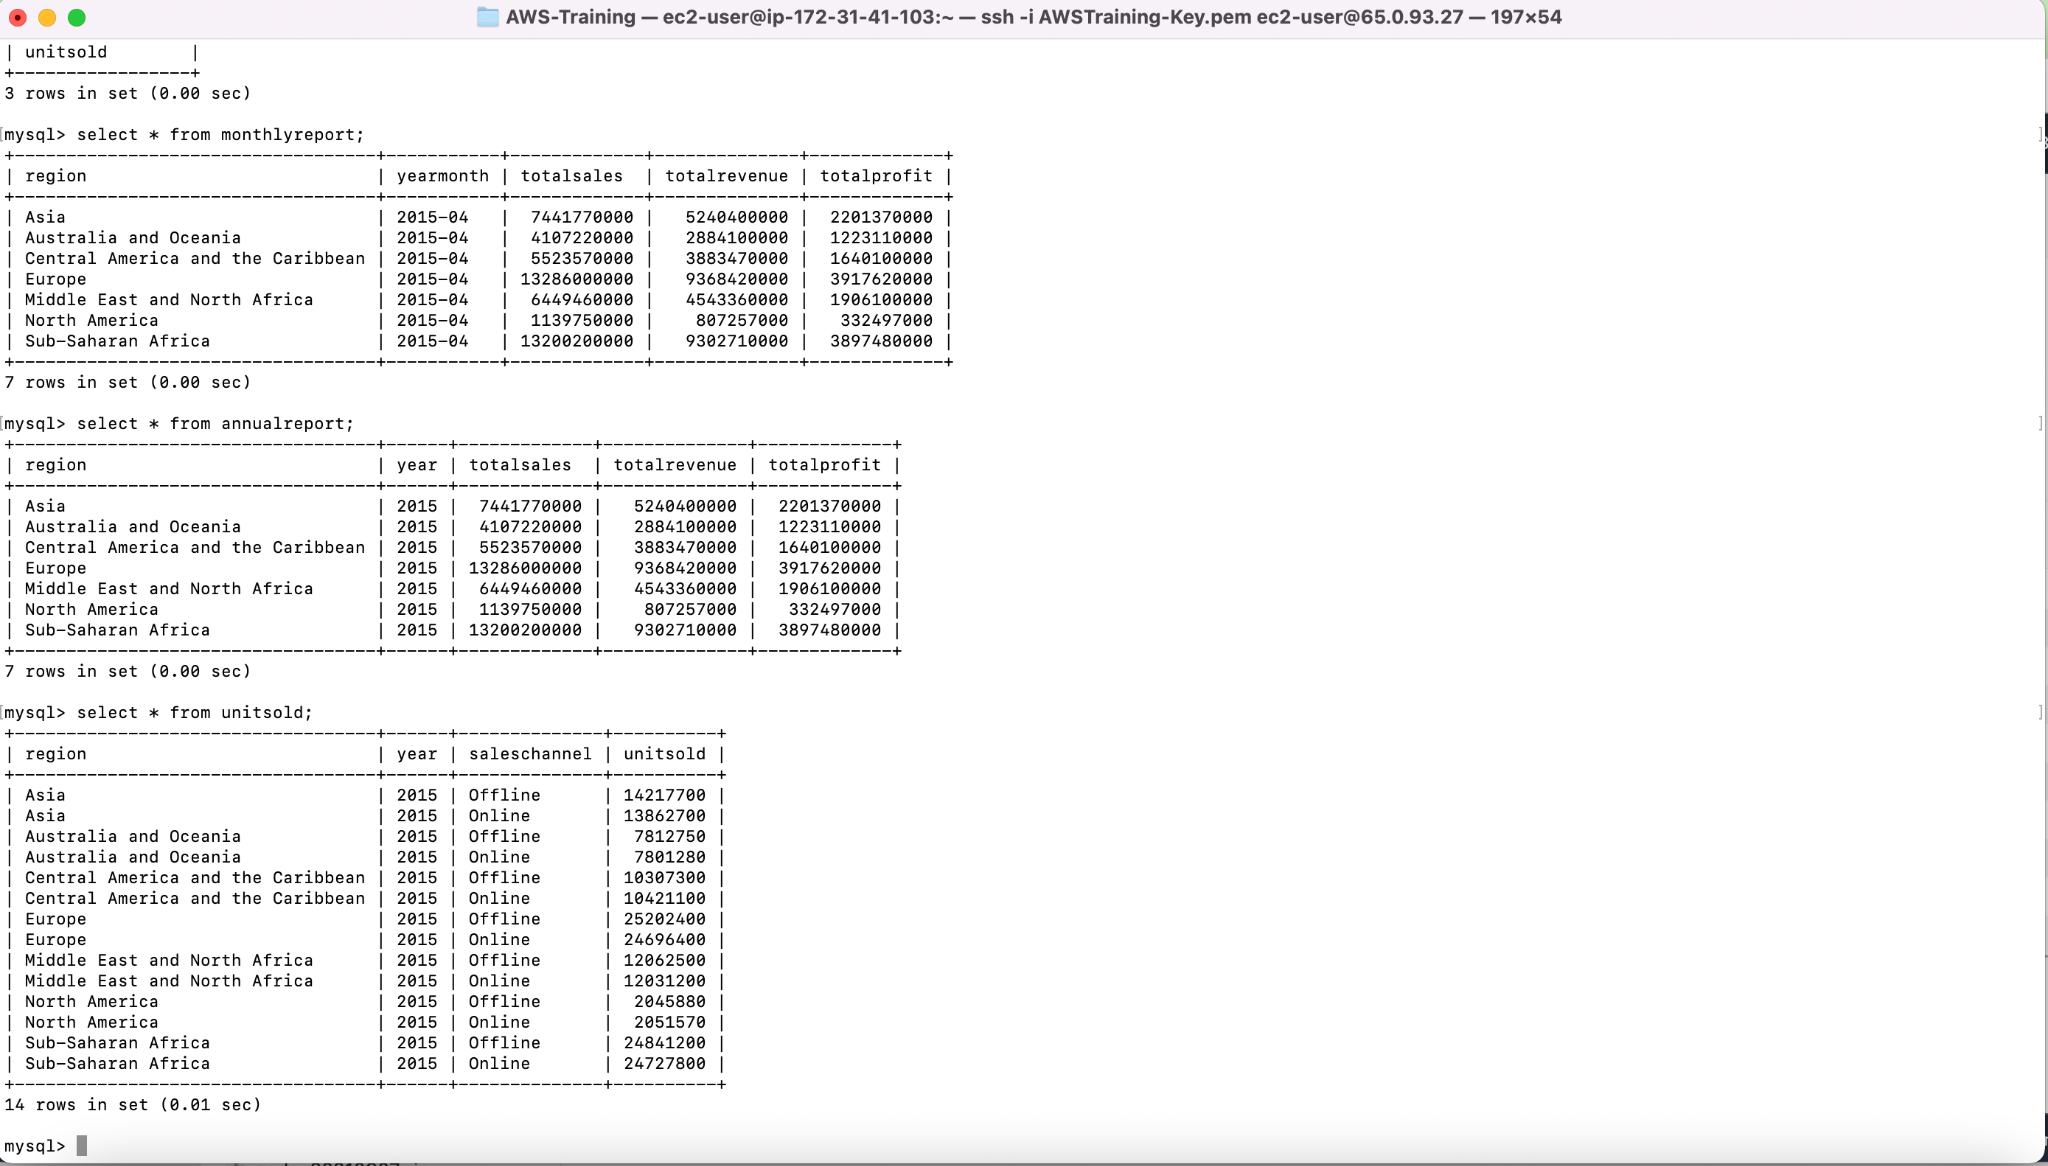 AWS-Training — ec2-user@ip-172-31-41-103:~ — ssh -i AWSTraining-Key.pem ec2-user@65.0.93.27 — 197×54
| unitsold        |
+-----------------+
3 rows in set (0.00 sec)
mysql> select * from monthlyreport;
+-----------------------------------+-----------+-------------+--------------+-------------+
| region                            | yearmonth | totalsales  | totalrevenue | totalprofit |
+-----------------------------------+-----------+-------------+--------------+-------------+
| Asia                              | 2015-04   |  7441770000 |   5240400000 |  2201370000 |
| Australia and Oceania             | 2015-04   |  4107220000 |   2884100000 |  1223110000 |
| Central America and the Caribbean | 2015-04   |  5523570000 |   3883470000 |  1640100000 |
| Europe                            | 2015-04   | 13286000000 |   9368420000 |  3917620000 |
| Middle East and North Africa      | 2015-04   |  6449460000 |   4543360000 |  1906100000 |
| North America                     | 2015-04   |  1139750000 |    807257000 |   332497000 |
| Sub-Saharan Africa                | 2015-04   | 13200200000 |   9302710000 |  3897480000 |
+-----------------------------------+-----------+-------------+--------------+-------------+
7 rows in set (0.00 sec)
mysql> select * from annualreport;
+-----------------------------------+------+-------------+--------------+-------------+
| region                            | year | totalsales  | totalrevenue | totalprofit |
+-----------------------------------+------+-------------+--------------+-------------+
| Asia                              | 2015 |  7441770000 |   5240400000 |  2201370000 |
| Australia and Oceania             | 2015 |  4107220000 |   2884100000 |  1223110000 |
| Central America and the Caribbean | 2015 |  5523570000 |   3883470000 |  1640100000 |
| Europe                            | 2015 | 13286000000 |   9368420000 |  3917620000 |
| Middle East and North Africa      | 2015 |  6449460000 |   4543360000 |  1906100000 |
| North America                     | 2015 |  1139750000 |    807257000 |   332497000 |
| Sub-Saharan Africa                | 2015 | 13200200000 |   9302710000 |  3897480000 |
+-----------------------------------+------+-------------+--------------+-------------+
7 rows in set (0.00 sec)
mysql> select * from unitsold;
+-----------------------------------+------+--------------+----------+
| region                            | year | saleschannel | unitsold |
+-----------------------------------+------+--------------+----------+
| Asia                              | 2015 | Offline      | 14217700 |
| Asia                              | 2015 | Online       | 13862700 |
| Australia and Oceania             | 2015 | Offline      |  7812750 |
| Australia and Oceania             | 2015 | Online       |  7801280 |
| Central America and the Caribbean | 2015 | Offline      | 10307300 |
| Central America and the Caribbean | 2015 | Online       | 10421100 |
| Europe                            | 2015 | Offline      | 25202400 |
| Europe                            | 2015 | Online       | 24696400 |
| Middle East and North Africa      | 2015 | Offline      | 12062500 |
| Middle East and North Africa      | 2015 | Online       | 12031200 |
| North America                     | 2015 | Offline      |  2045880 |
| North America                     | 2015 | Online       |  2051570 |
| Sub-Saharan Africa                | 2015 | Offline      | 24841200 |
| Sub-Saharan Africa                | 2015 | Online       | 24727800 |
+-----------------------------------+------+--------------+----------+
14 rows in set (0.01 sec)
mysql>